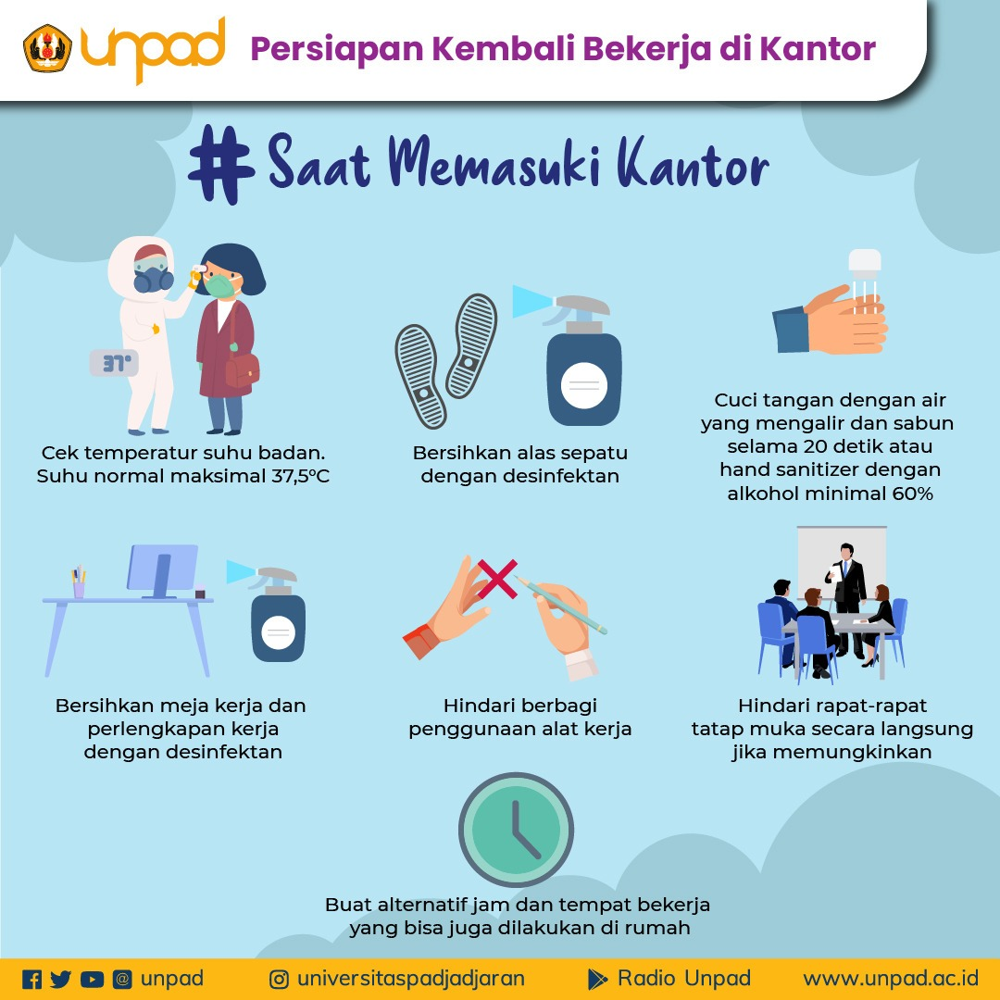 unpad
Persiapan Kembali Bekerja di Kantor
#Saat Memasuki Kantor
37°
Cek temperatur suhu badan.
Suhu normal maksimal 37,5°C
Bersihkan alas sepatu
dengan desinfektan
Cuci tangan dengan air
yang mengalir dan sabun
selama 20 detik atau
hand sanitizer dengan
alkohol minimal 60%
Bersihkan meja kerja dan
perlengkapan kerja
dengan desinfektan
Hindari berbagi
penggunaan alat kerja
Hindari rapat-rapat
tatap muka secara langsung
jika memungkinkan
Buat alternatif jam dan tempat bekerja
yang bisa juga dilakukan di rumah
@ unpad
universitaspadjadjaran
Radio Unpad
www.unpad.ac.id